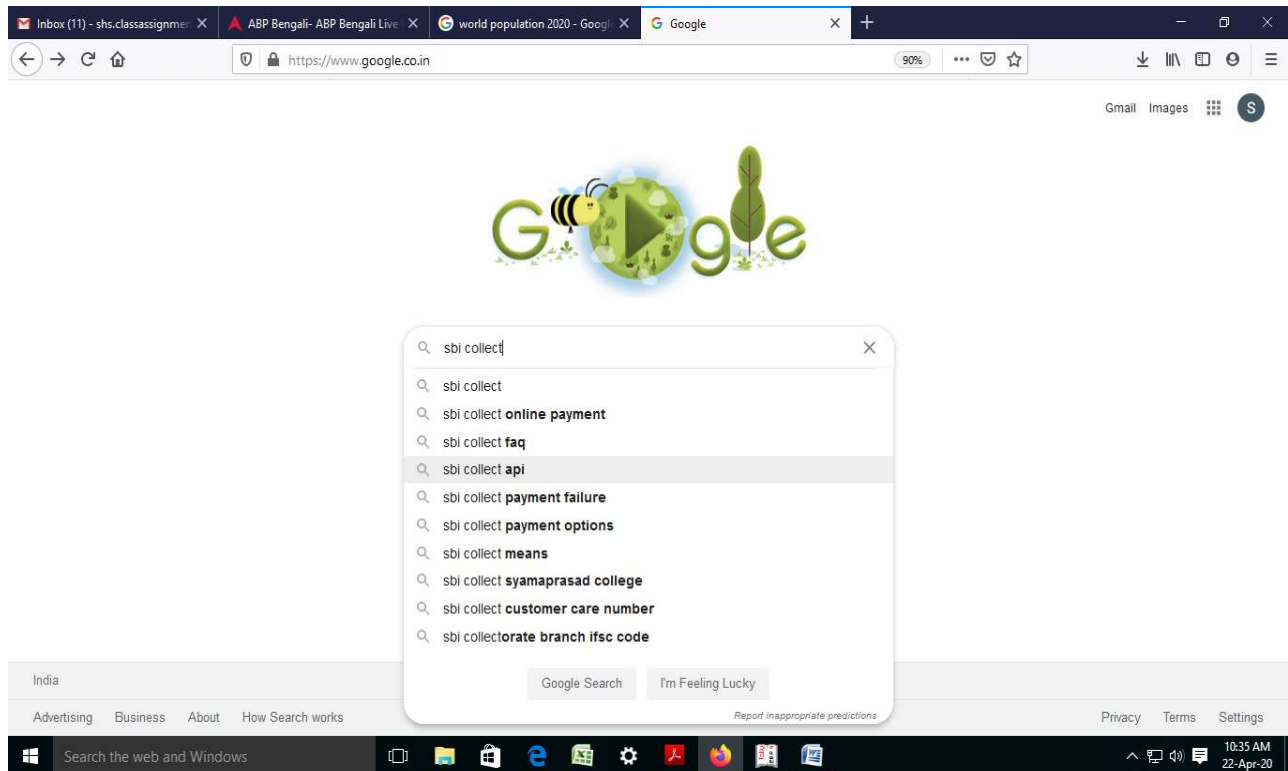 Inbox (11) - shs.classassignmen
ABP Bengali- ABP Bengali Live
world population 2020 - Googl
Google
https://www.google.co.in
90%
Gmail Images
S
Google
sbi collect
sbi collect
sbi collect online payment
sbi collect faq
sbi collect api
sbi collect payment failure
sbi collect payment options
sbi collect means
sbi collect syamaprasad college
sbi collect customer care number
sbi collectorate branch ifsc code
Google Search I'm Feeling Lucky
Report inappropriate predictions
India
Advertising Business About How Search works
Privacy Terms Settings
Search the web and Windows
10:35 AM
22-Apr-20